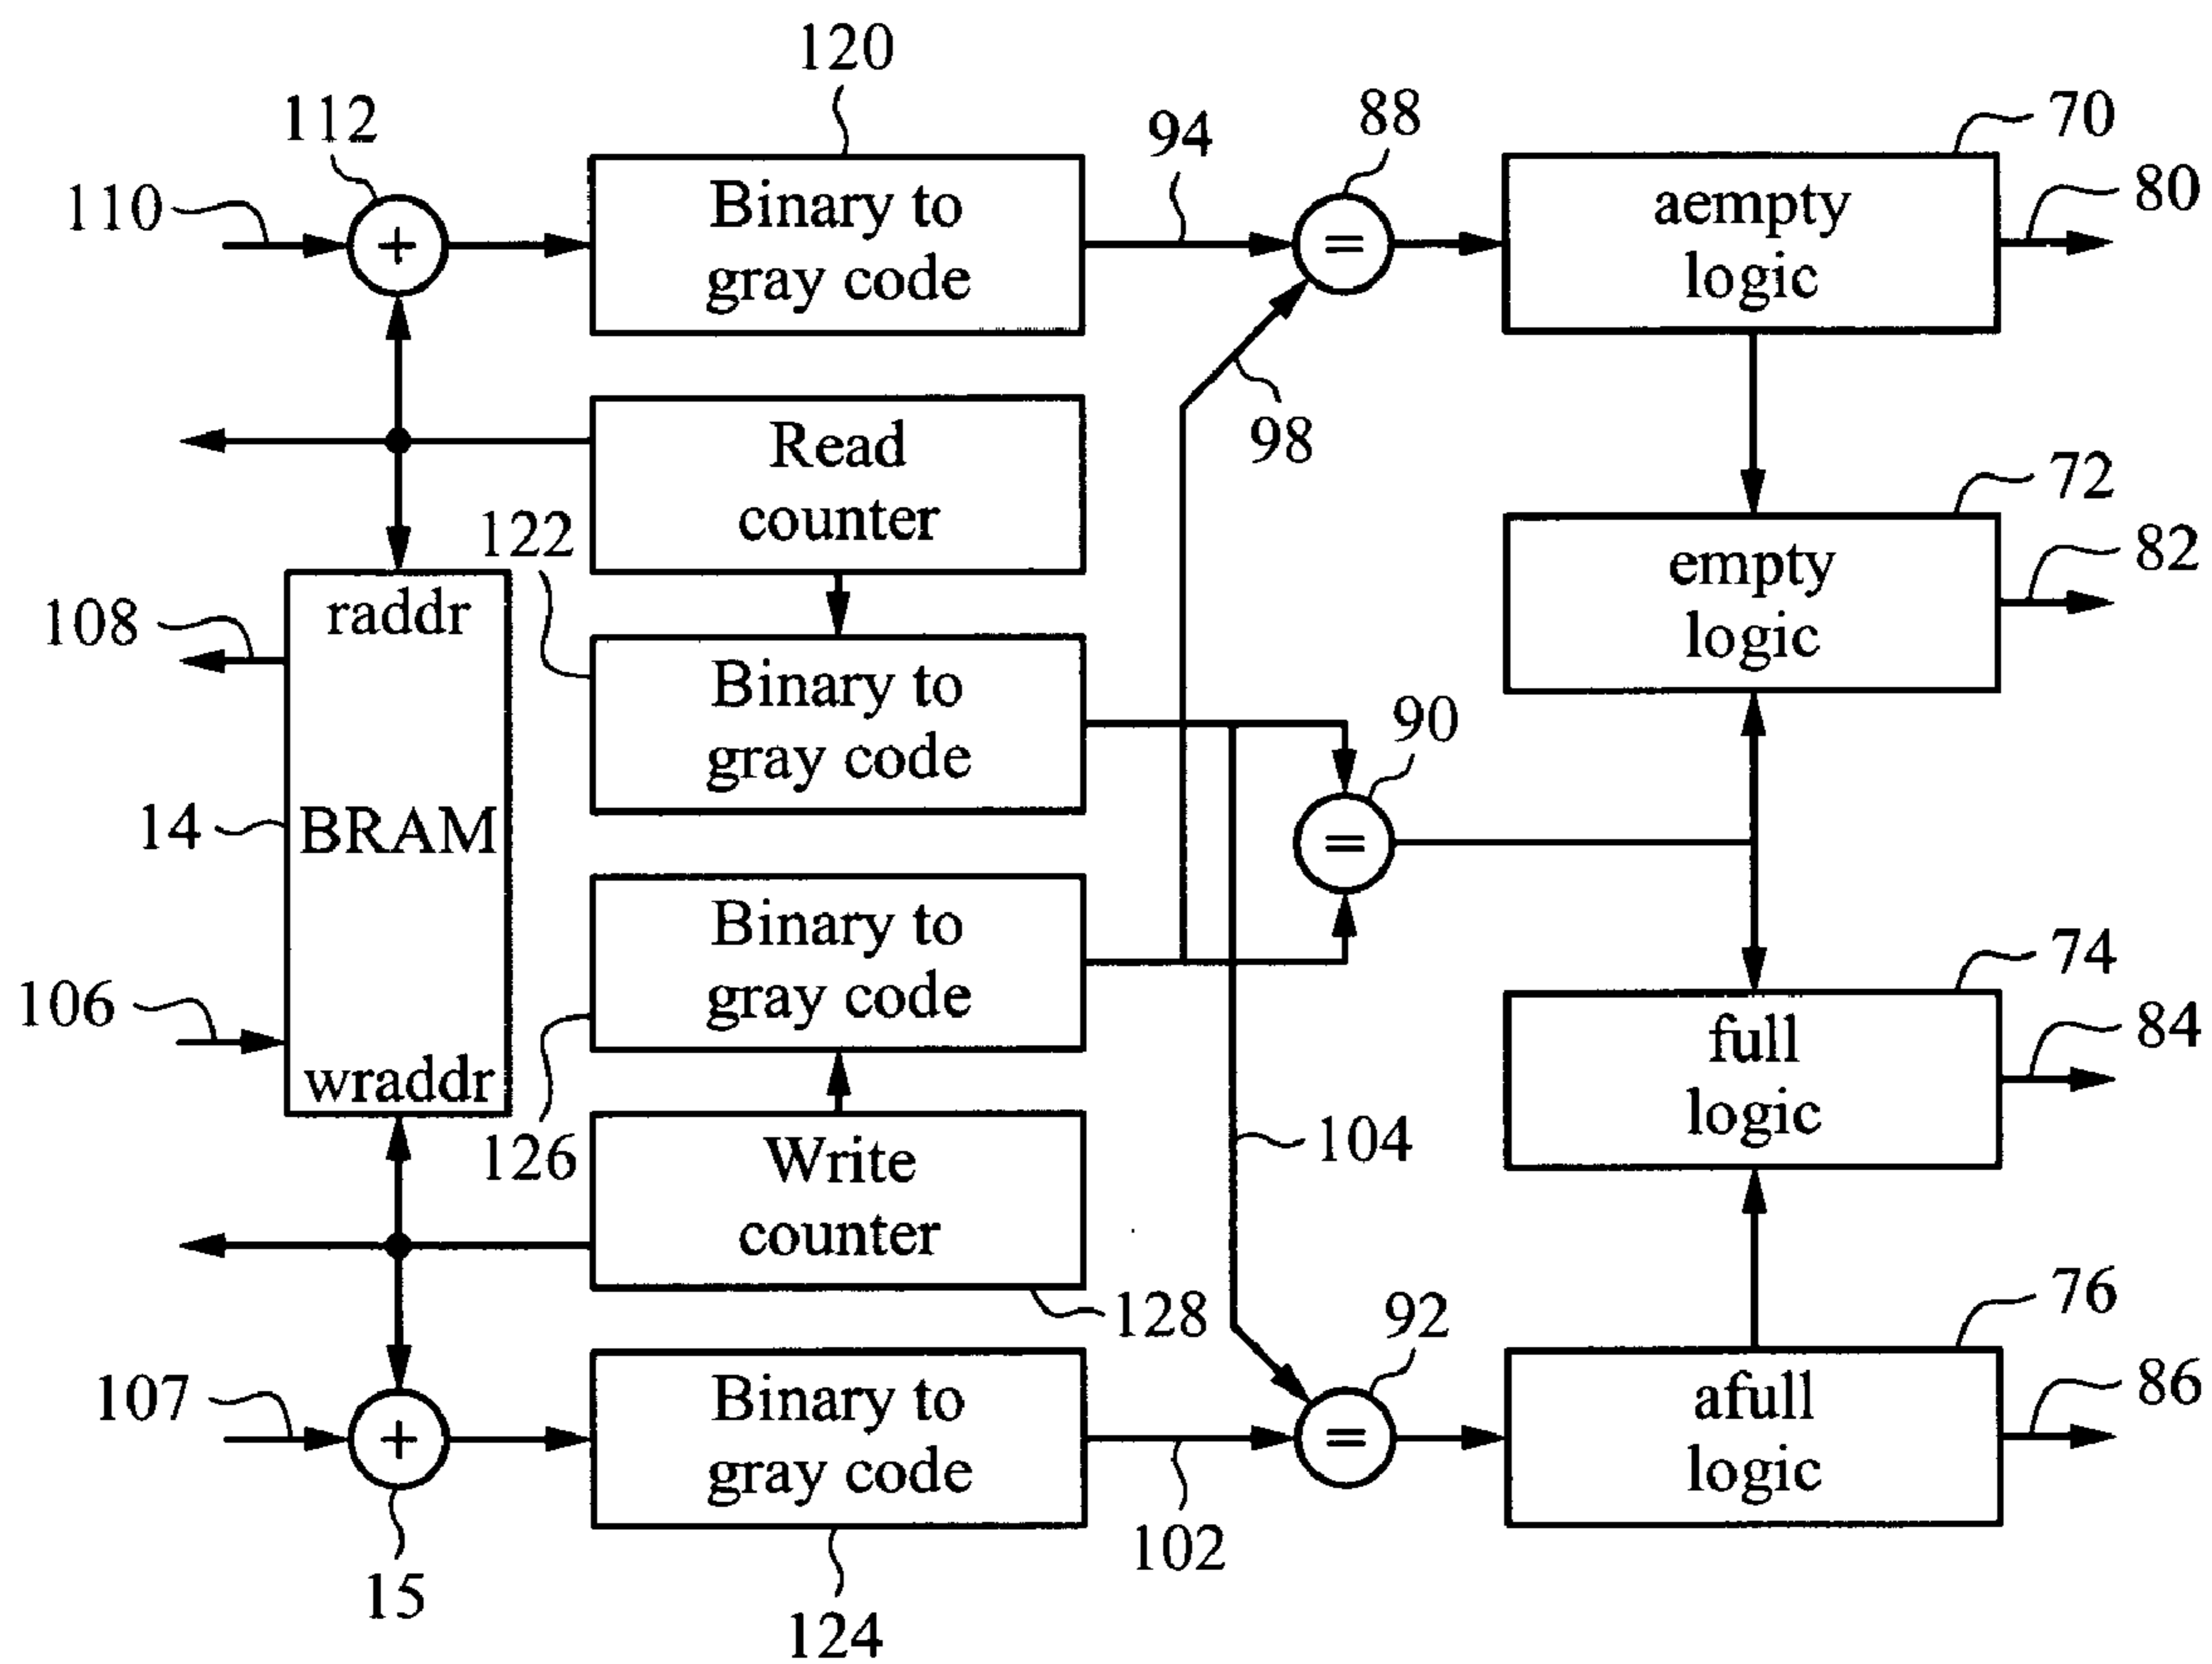 120
112
88
94
70
110
+
Binary to
gray code
=
aempty
logic
80
98
Read
counter
122
72
empty
logic
82
108
raddr
Binary to
gray code
90
14
BRAM
=
Binary to
gray code
74
full
logic
84
106
wraddr
126
104
Write
counter
128
92
76
107
+
Binary to
gray code
=
afull
logic
86
102
15
124